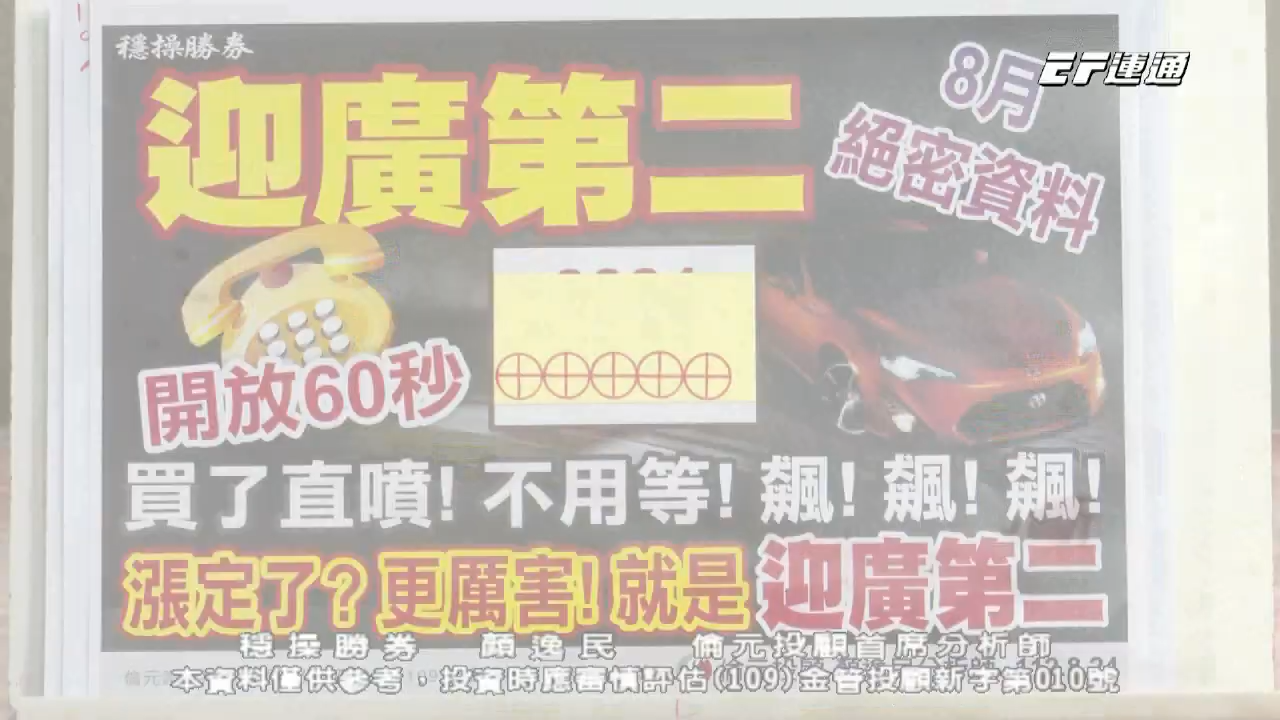 穩操勝券
EF運通
8月
絕密資料
迎廣第二
開放60秒
買了直噴! 不用等! 飆! 飆! 飆!
漲定了? 更厲害! 就是 迎廣第二
穩操勝券 顏逸民 倫元投顧首席分析師
本資料僅供參考,投資時應審慎評估(109)金管投顧新字第010號